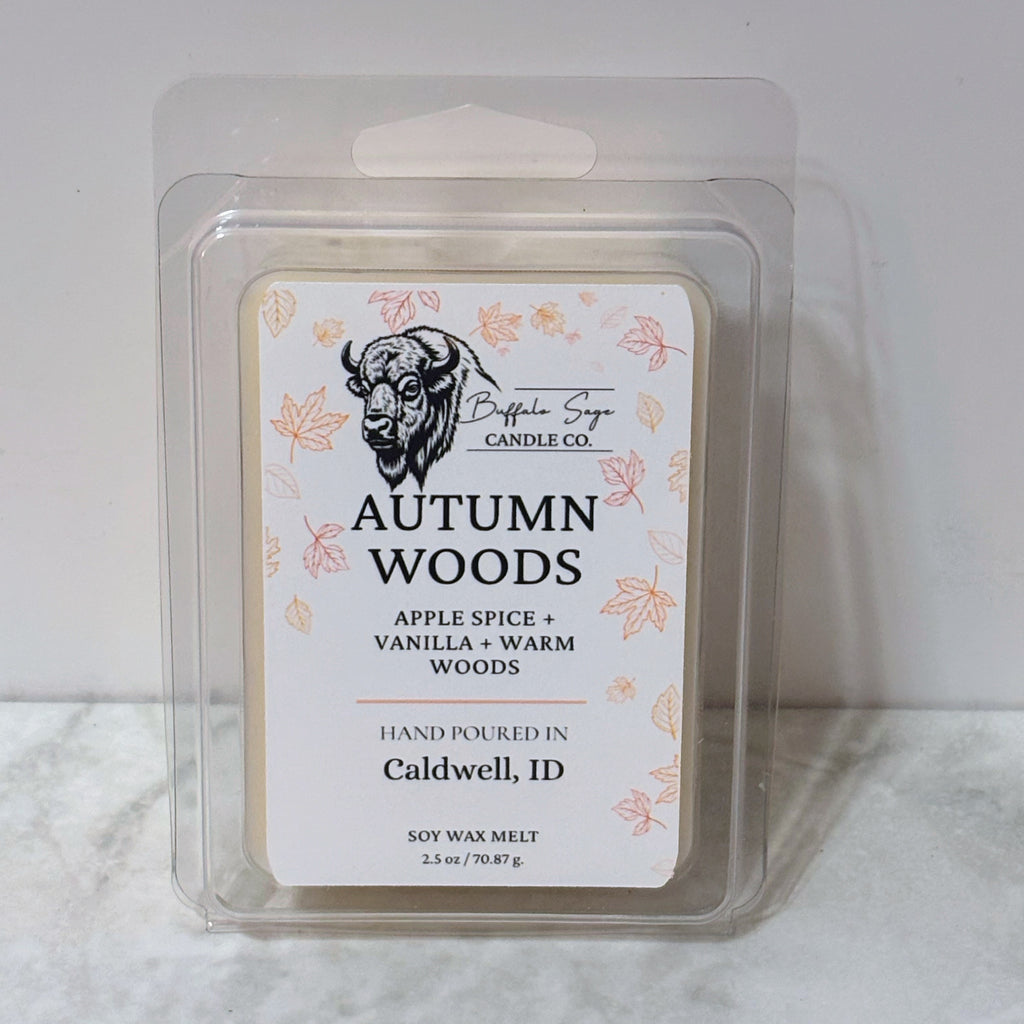 Buffalo Sage
CANDLE CO.
AUTUMN
WOODS
APPLE SPICE +
VANILLA + WARM
WOODS
HAND POURED IN
Caldwell, ID
SOY WAX MELT
2.5 oz / 70.87 g.